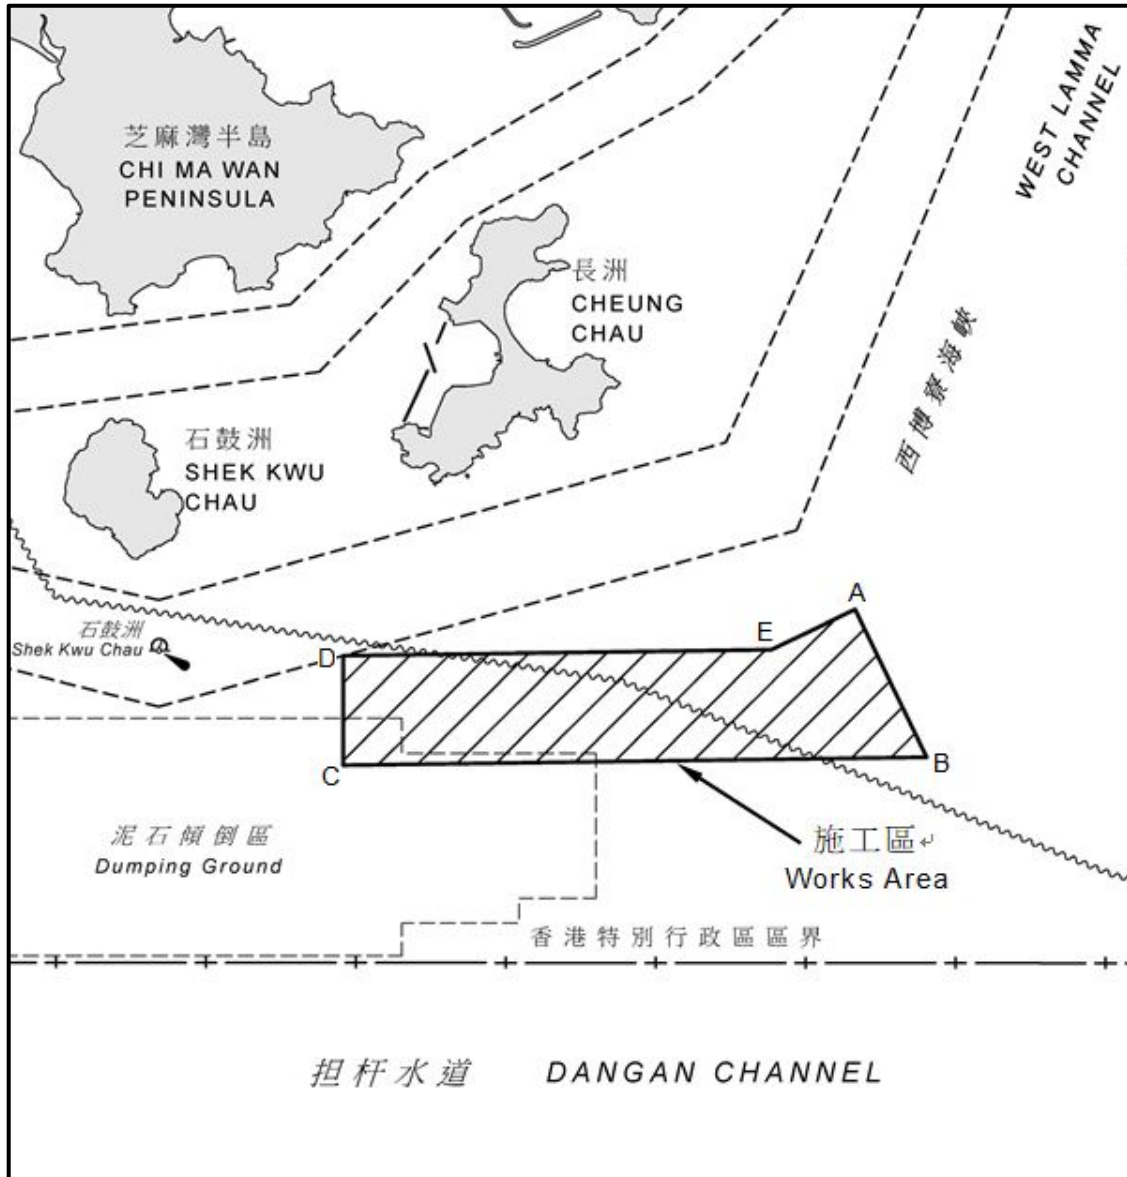 芝麻灣半島
CHI MA WAN
PENINSULA
WEST LAMMA
CHANNEL
長洲
CHEUNG
CHAU
西博寮海峽
石鼓洲
SHEK KWU
CHAU
A
石鼓洲
Shek Kwu Chau
E
D
B
C
泥石傾倒區
Dumping Ground
施工區↵
Works Area
香港特別行政區區界
担杆水道 DANGAN CHANNEL